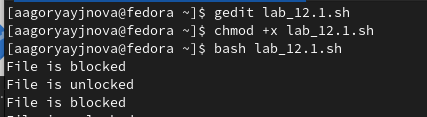 [aagoryayjnova@fedora ~]$ gedit lab_12.1.sh
[aagoryayjnova@fedora ~]$ chmod +x lab_12.1.sh
[aagoryayjnova@fedora ~]$ bash lab_12.1.sh
File is blocked
File is unlocked
File is blocked